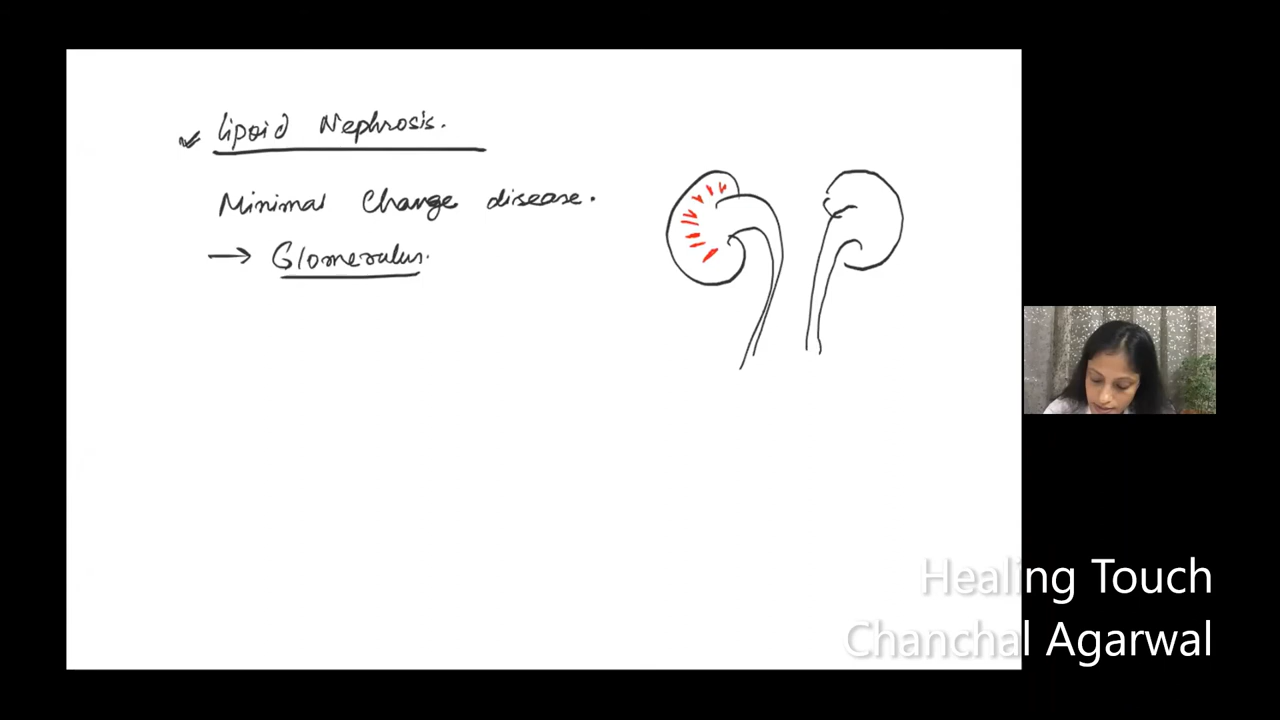 Lipoid Nephrosis.
Minimal Change disease.
→ Glomerulus.
Healing Touch
Chanchal Agarwal